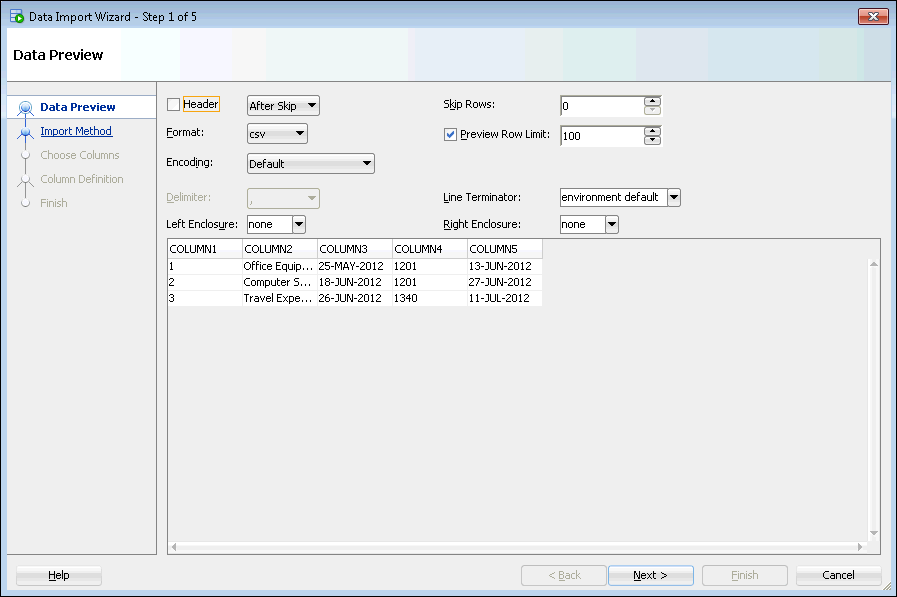 Data Import Wizard - Step 1 of 5
Data Preview
Data Preview
Import Method
Choose Columns
Column Definition
Finish
Header After Skip Skip Rows: 0
Format: csv Preview Row Limit: 100
Encoding: Default
Delimiter: , Line Terminator: environment default
Left Enclosure: none Right Enclosure: none
COLUMN1 COLUMN2 COLUMN3 COLUMN4 COLUMN5
1 Office Equip... 25-MAY-2012 1201 13-JUN-2012
2 Computer S... 18-JUN-2012 1201 27-JUN-2012
3 Travel Expe... 26-JUN-2012 1340 11-JUL-2012
Help < Back Next > Finish Cancel